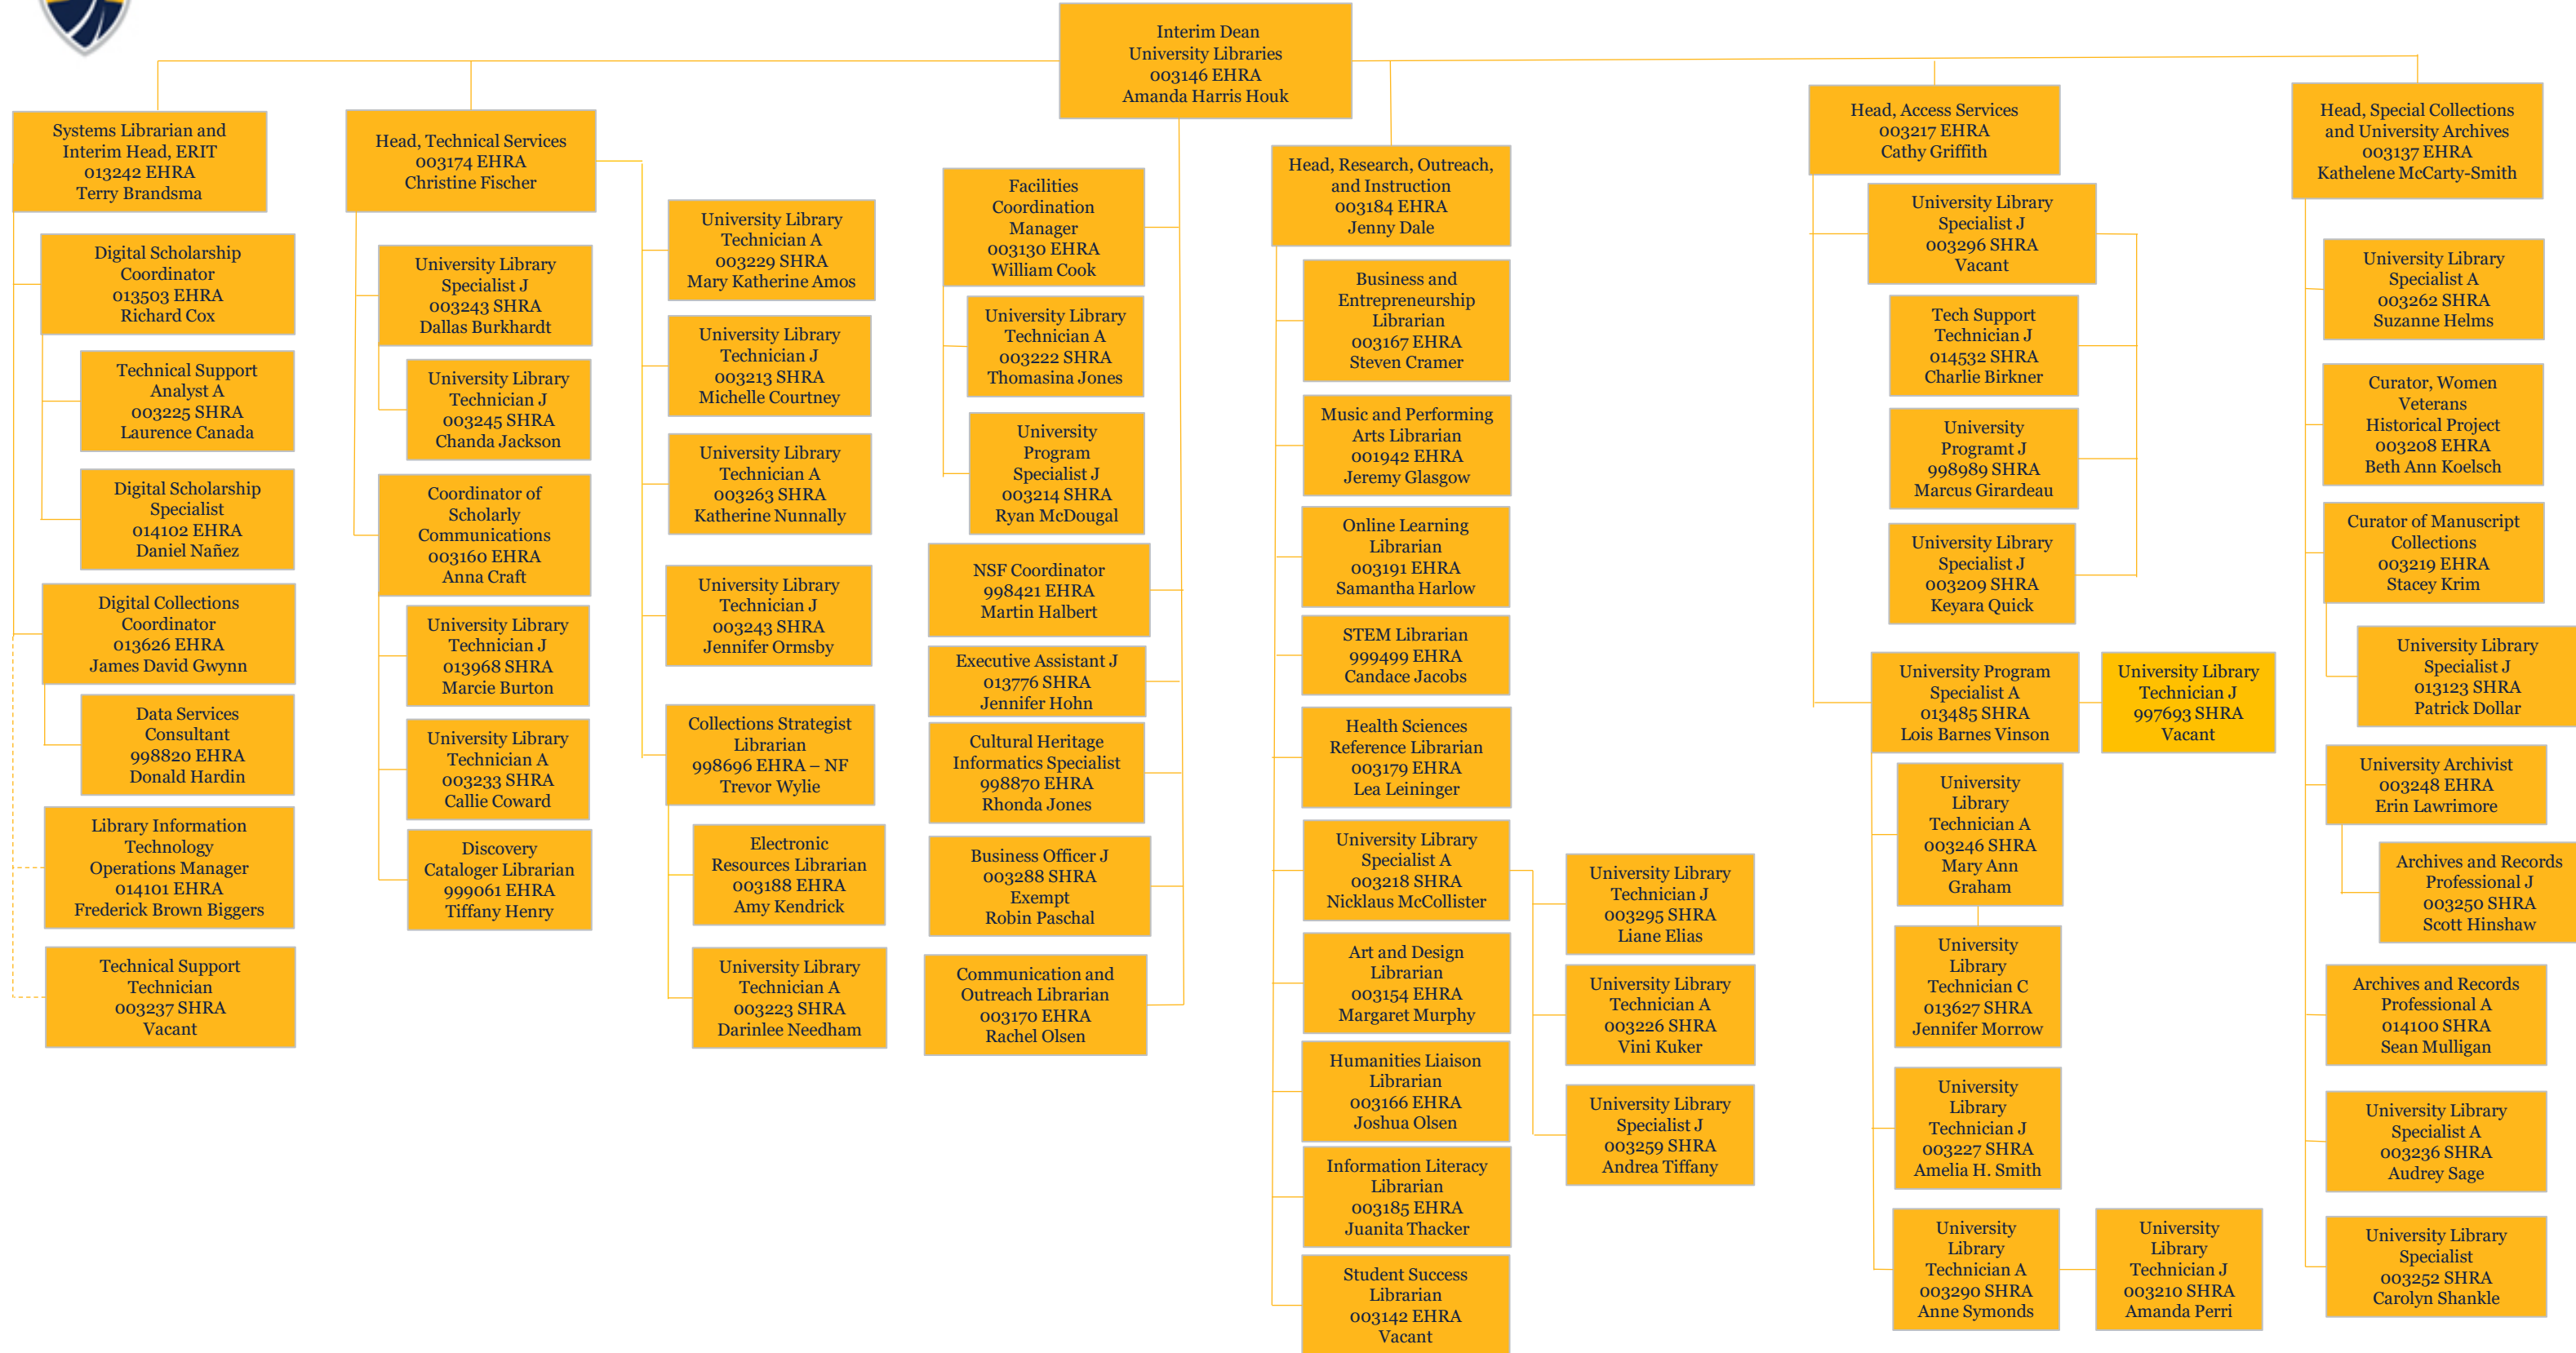 Interim Dean
University Libraries
003146 EHRA
Amanda Harris Houk
Systems Librarian and
Interim Head, ERIT
013242 EHRA
Terry Brandsma
Digital Scholarship
Coordinator
013503 EHRA
Richard Cox
Technical Support
Analyst A
003225 SHRA
Laurence Canada
Digital Scholarship
Specialist
014102 EHRA
Daniel Nañez
Digital Collections
Coordinator
013626 EHRA
James David Gwynn
Data Services
Consultant
998820 EHRA
Donald Hardin
Library Information
Technology
Operations Manager
014101 EHRA
Frederick Brown Biggers
Technical Support
Technician
003237 SHRA
Vacant
Head, Technical Services
003174 EHRA
Christine Fischer
University Library
Specialist J
003243 SHRA
Dallas Burkhardt
University Library
Technician J
003245 SHRA
Chanda Jackson
Coordinator of
Scholarly
Communications
003160 EHRA
Anna Craft
University Library
Technician J
013968 SHRA
Marcie Burton
University Library
Technician A
003233 SHRA
Callie Coward
Discovery
Cataloger Librarian
999061 EHRA
Tiffany Henry
University Library
Technician A
003229 SHRA
Mary Katherine Amos
University Library
Technician J
003213 SHRA
Michelle Courtney
University Library
Technician A
003263 SHRA
Katherine Nunnally
University Library
Technician J
003243 SHRA
Jennifer Ormsby
Collections Strategist
Librarian
998696 EHRA – NF
Trevor Wylie
Electronic
Resources Librarian
003188 EHRA
Amy Kendrick
University Library
Technician A
003223 SHRA
Darinlee Needham
Facilities
Coordination
Manager
003130 EHRA
William Cook
University Library
Technician A
003222 SHRA
Thomasina Jones
University
Program
Specialist J
003214 SHRA
Ryan McDougal
NSF Coordinator
998421 EHRA
Martin Halbert
Executive Assistant J
013776 SHRA
Jennifer Hohn
Cultural Heritage
Informatics Specialist
998870 EHRA
Rhonda Jones
Business Officer J
003288 SHRA
Exempt
Robin Paschal
Communication and
Outreach Librarian
003170 EHRA
Rachel Olsen
Head, Research, Outreach,
and Instruction
003184 EHRA
Jenny Dale
Business and
Entrepreneurship
Librarian
003167 EHRA
Steven Cramer
Music and Performing
Arts Librarian
001942 EHRA
Jeremy Glasgow
Online Learning
Librarian
003191 EHRA
Samantha Harlow
STEM Librarian
999499 EHRA
Candace Jacobs
Health Sciences
Reference Librarian
003179 EHRA
Lea Leininger
University Library
Specialist A
003218 SHRA
Nicklaus McCollister
Art and Design
Librarian
003154 EHRA
Margaret Murphy
Humanities Liaison
Librarian
003166 EHRA
Joshua Olsen
Information Literacy
Librarian
003185 EHRA
Juanita Thacker
Student Success
Librarian
003142 EHRA
Vacant
University Library
Technician J
003295 SHRA
Liane Elias
University Library
Technician A
003226 SHRA
Vini Kuker
University Library
Specialist J
003259 SHRA
Andrea Tiffany
Head, Access Services
003217 EHRA
Cathy Griffith
University Library
Specialist J
003296 SHRA
Vacant
Tech Support
Technician J
014532 SHRA
Charlie Birkner
University
Programt J
998989 SHRA
Marcus Girardeau
University Library
Specialist J
003209 SHRA
Keyara Quick
University Program
Specialist A
013485 SHRA
Lois Barnes Vinson
University Library
Technician J
997693 SHRA
Vacant
University
Library
Technician A
003246 SHRA
Mary Ann
Graham
University
Library
Technician C
013627 SHRA
Jennifer Morrow
University
Library
Technician J
003227 SHRA
Amelia H. Smith
University
Library
Technician A
003290 SHRA
Anne Symonds
University
Library
Technician J
003210 SHRA
Amanda Perri
Head, Special Collections
and University Archives
003137 EHRA
Kathelene McCarty-Smith
University Library
Specialist A
003262 SHRA
Suzanne Helms
Curator, Women
Veterans
Historical Project
003208 EHRA
Beth Ann Koelsch
Curator of Manuscript
Collections
003219 EHRA
Stacey Krim
University Library
Specialist J
013123 SHRA
Patrick Dollar
University Archivist
003248 EHRA
Erin Lawrimore
Archives and Records
Professional J
003250 SHRA
Scott Hinshaw
Archives and Records
Professional A
014100 SHRA
Sean Mulligan
University Library
Specialist A
003236 SHRA
Audrey Sage
University Library
Specialist
003252 SHRA
Carolyn Shankle